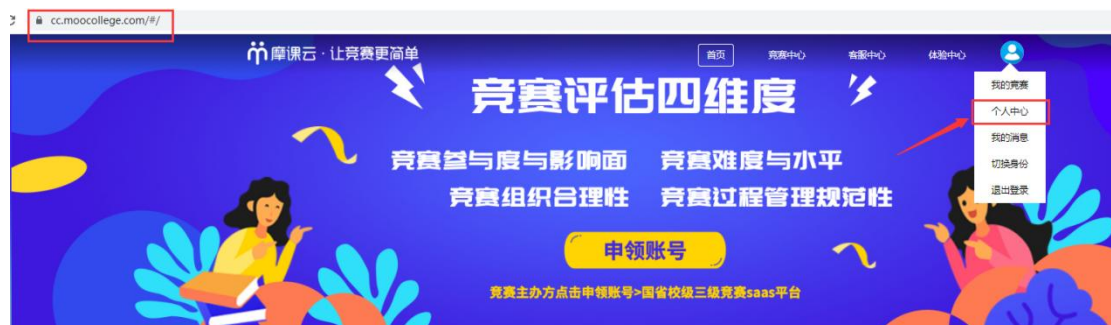 cc.moocollege.com/#/
摩课云·让竞赛更简单
首页 竞赛中心 客服中心 体验中心
我的竞赛
个人中心
我的消息
切换身份
退出登录
竞赛评估四维度
竞赛参与度与影响面 竞赛难度与水平
竞赛组织合理性 竞赛过程管理规范性
申领账号
竞赛主办方点击申领账号>国省校级三级竞赛saas平台